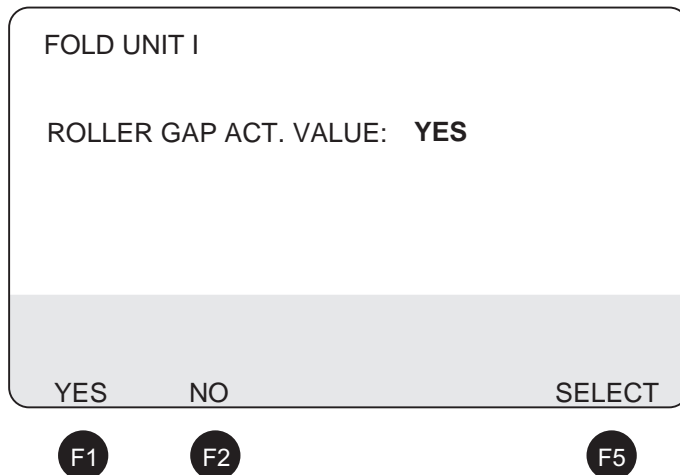 FOLD UNIT I
ROLLER GAP ACT. VALUE: YES
YES NO SELECT
F1 F2 F5